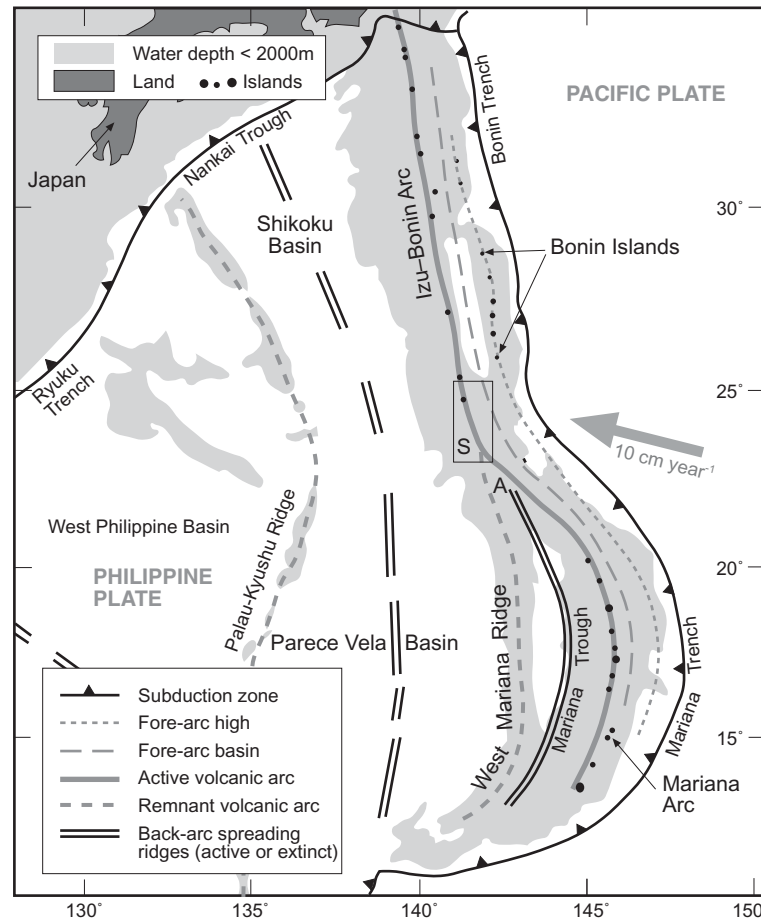 Water depth < 2000m
Land
Islands
Japan
Nankai Trough
Shikoku
Basin
Izu–Bonin Arc
Bonin Trench
PACIFIC PLATE
Bonin Islands
30˚
Ryuku
Trench
25˚
S
10 cm year⁻¹
A
West Philippine Basin
PHILIPPINE
PLATE
Palau-Kyushu Ridge
20˚
Parece Vela
Basin
West Mariana Ridge
Mariana
Trough
Mariana
Trench
15˚
Mariana
Arc
Subduction zone
Fore-arc high
Fore-arc basin
Active volcanic arc
Remnant volcanic arc
Back-arc spreading
ridges (active or extinct)
130˚
135˚
140˚
145˚
150˚